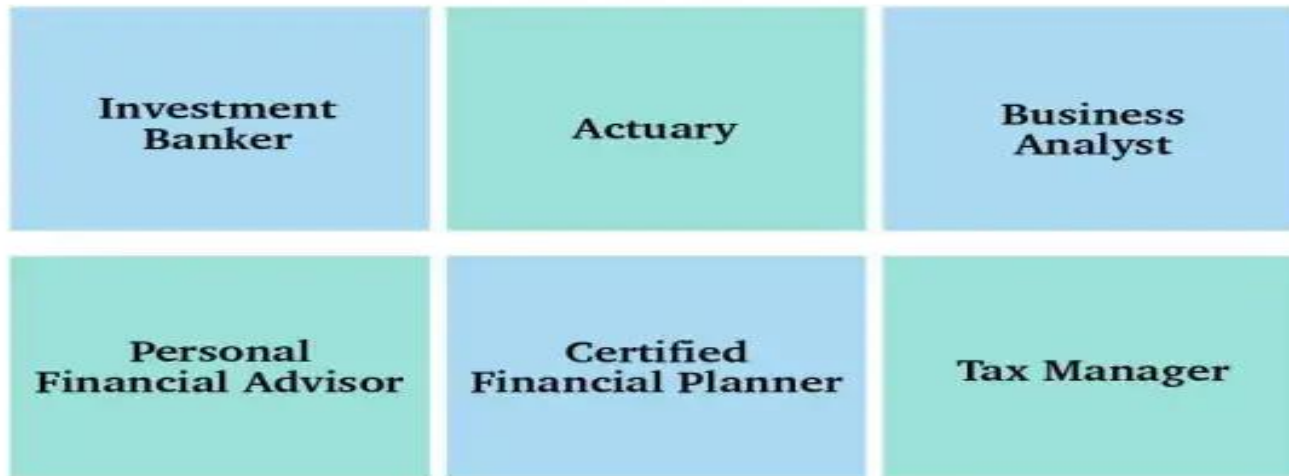 Investment
Banker
Actuary
Business
Analyst
Personal
Financial Advisor
Certified
Financial Planner
Tax Manager